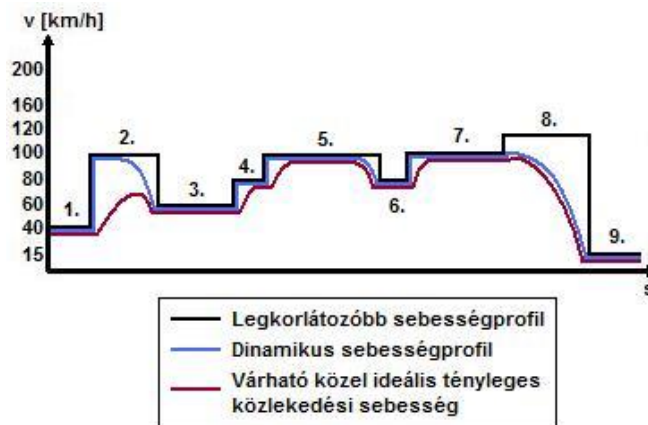 v [km/h]
200
160
120
100
80
60
40
15
1.
2.
3.
4.
5.
6.
7.
8.
9.
s
Legkorlátozóbb sebességprofil
Dinamikus sebességprofil
Várható közel ideális tényleges
közlekedési sebesség